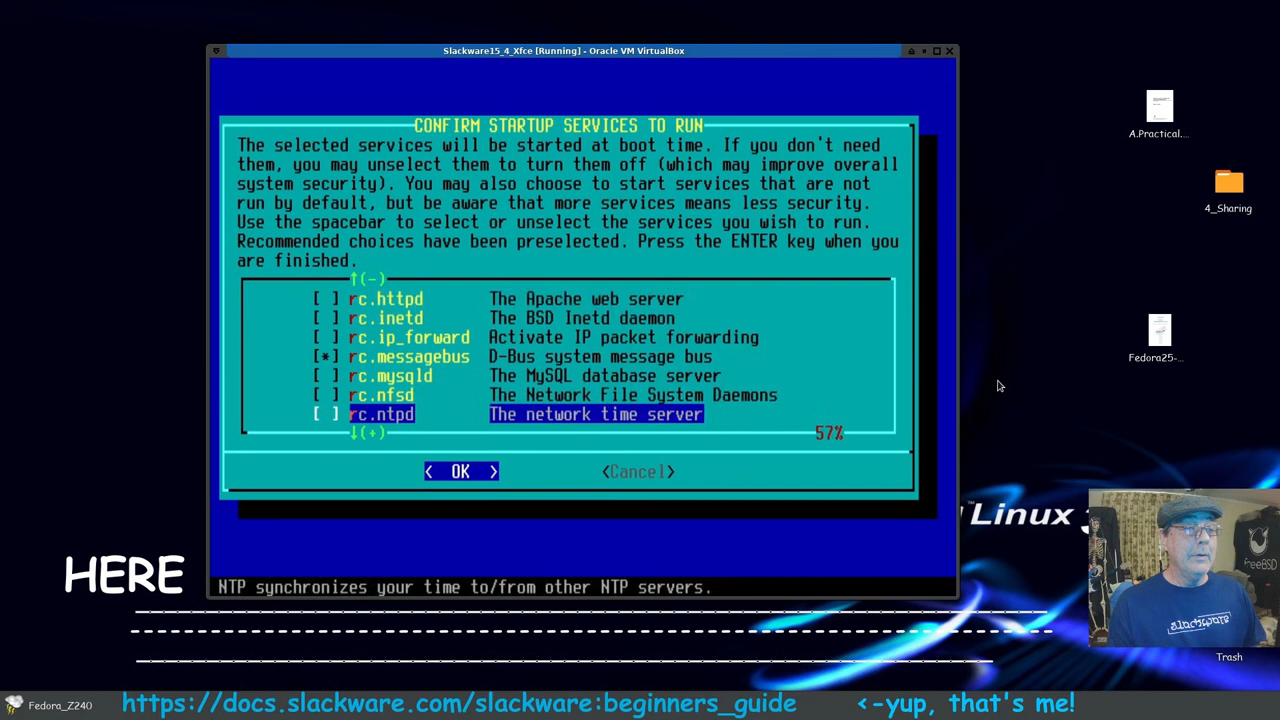 Slackware15_4_Xfce [Running] - Oracle VM VirtualBox
CONFIRM STARTUP SERVICES TO RUN
The selected services will be started at boot time. If you don't need
them, you may unselect them to turn them off (which may improve overall
system security). You may also choose to start services that are not
run by default, but be aware that more services means less security.
Use the spacebar to select or unselect the services you wish to run.
Recommended choices have been preselected. Press the ENTER key when you
are finished.
↑(-)
[ ] rc.httpd The Apache web server
[ ] rc.inetd The BSD Inetd daemon
[ ] rc.ip_forward Activate IP packet forwarding
[*] rc.messagebus D-Bus system message bus
[ ] rc.mysqld The MySQL database server
[ ] rc.nfsd The Network File System Daemons
[ ] rc.ntpd The network time server
↓(+) 57%
< OK > <Cancel>
NTP synchronizes your time to/from other NTP servers.
A.Practical....
4_Sharing
Fedora25-...
™Linux
FreeBSD
slackware
Trash
HERE
Fedora_Z240
https://docs.slackware.com/slackware:beginners_guide <-yup, that's me!